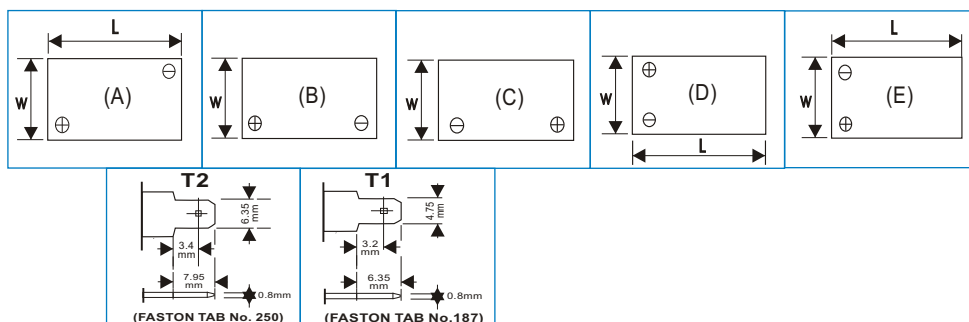 L
W
(A)
⊖
⊕
W
(B)
⊕
⊖
W
(C)
⊖
⊕
W
(D)
⊕
⊖
L
L
W
(E)
⊖
⊕
T2
6.35
mm
3.4
mm
7.95
mm
0.8mm
(FASTON TAB No. 250)
T1
4.75
mm
3.2
mm
6.35
mm
0.8mm
(FASTON TAB No.187)